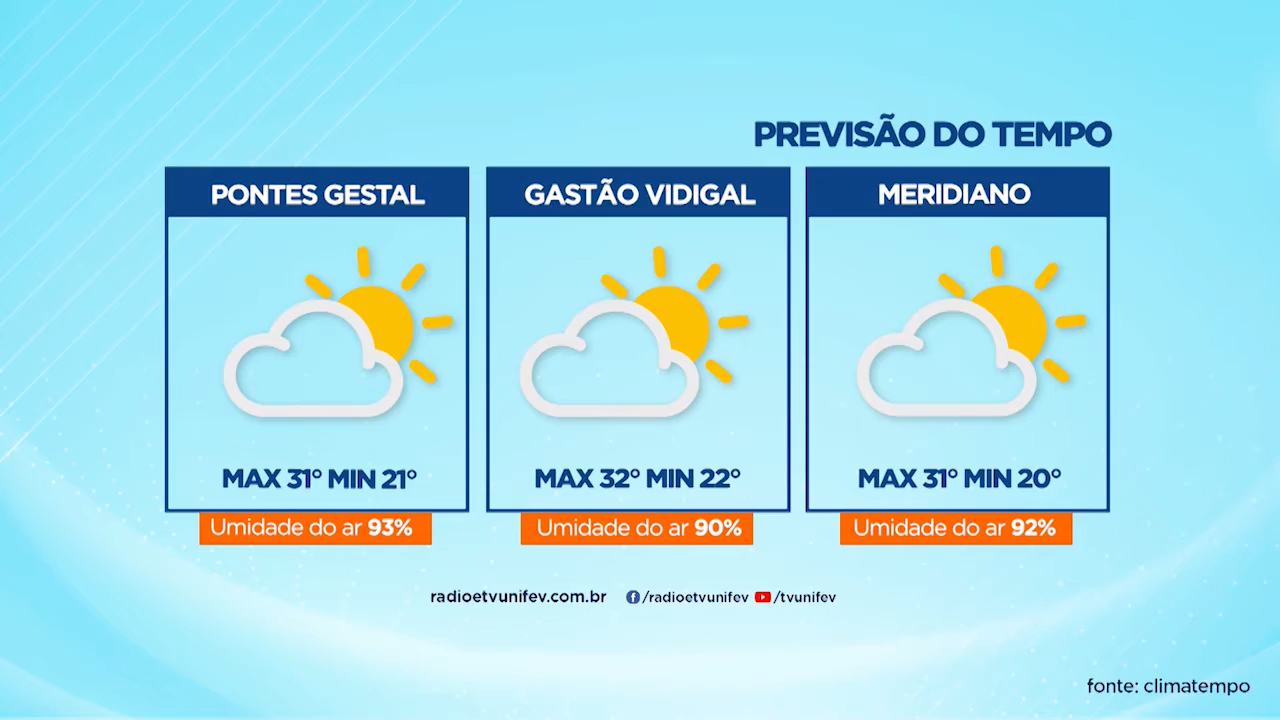 PREVISÃO DO TEMPO
PONTES GESTAL
MAX 31° MIN 21°
Umidade do ar 93%
GASTÃO VIDIGAL
MAX 32° MIN 22°
Umidade do ar 90%
MERIDIANO
MAX 31° MIN 20°
Umidade do ar 92%
radioetvunifev.com.br /radioetvunifev /tvunifev
fonte: climatempo